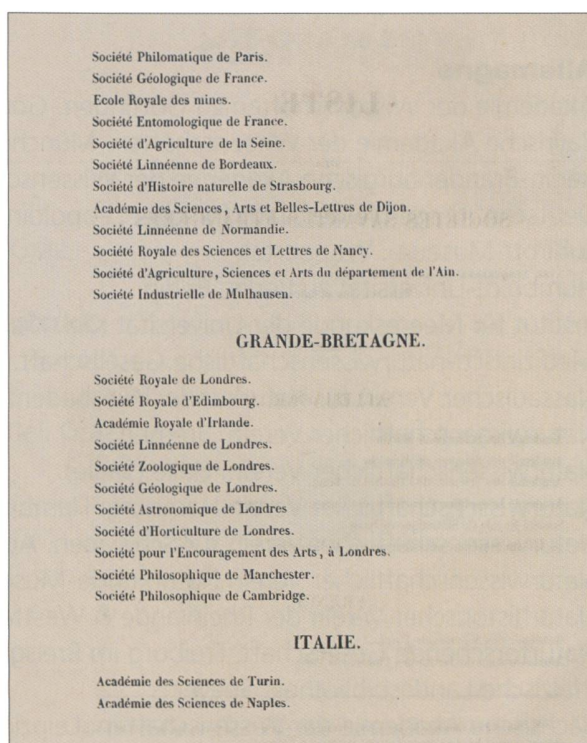 Société Philomatique de Paris.
Société Géologique de France.
Ecole Royale des mines.
Société Entomologique de France.
Société d'Agriculture de la Seine.
Société Linnéenne de Bordeaux.
Société d'Histoire naturelle de Strasbourg.
Académie des Sciences, Arts et Belles-Lettres de Dijon.
Société Linnéenne de Normandie.
Société Royale des Sciences et Lettres de Nancy.
Société d'Agriculture, Sciences et Arts du département de l'Ain.
Société Industrielle de Mulhausen.
GRANDE-BRETAGNE.
Société Royale de Londres.
Société Royale d'Edimbourg.
Académie Royale d'Irlande.
Société Linnéenne de Londres.
Société Zoologique de Londres.
Société Géologique de Londres.
Société Astronomique de Londres
Société d'Horticulture de Londres.
Société pour l'Encouragement des Arts, à Londres.
Société Philosophique de Manchester.
Société Philosophique de Cambridge.
ITALIE.
Académie des Sciences de Turin.
Académie des Sciences de Naples.